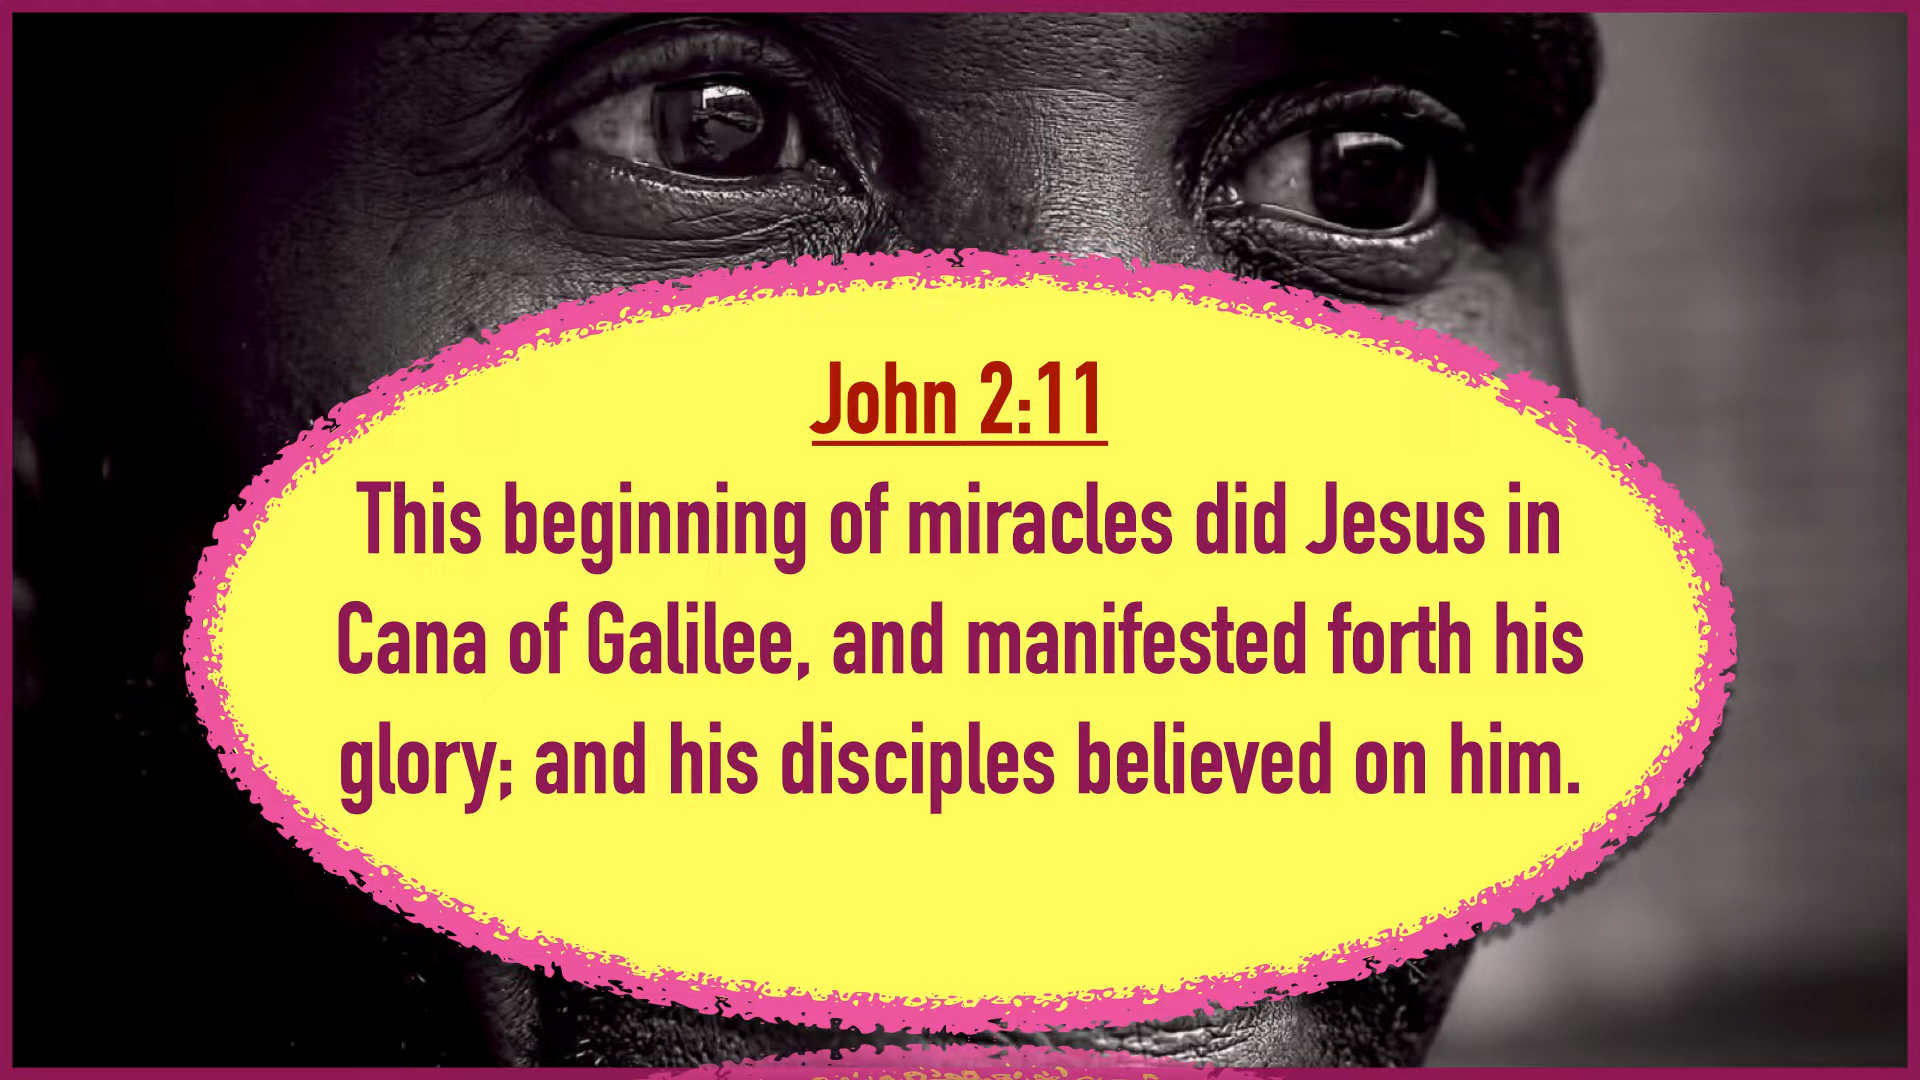 John 2:11
This beginning of miracles did Jesus in
Cana of Galilee, and manifested forth his
glory; and his disciples believed on him.